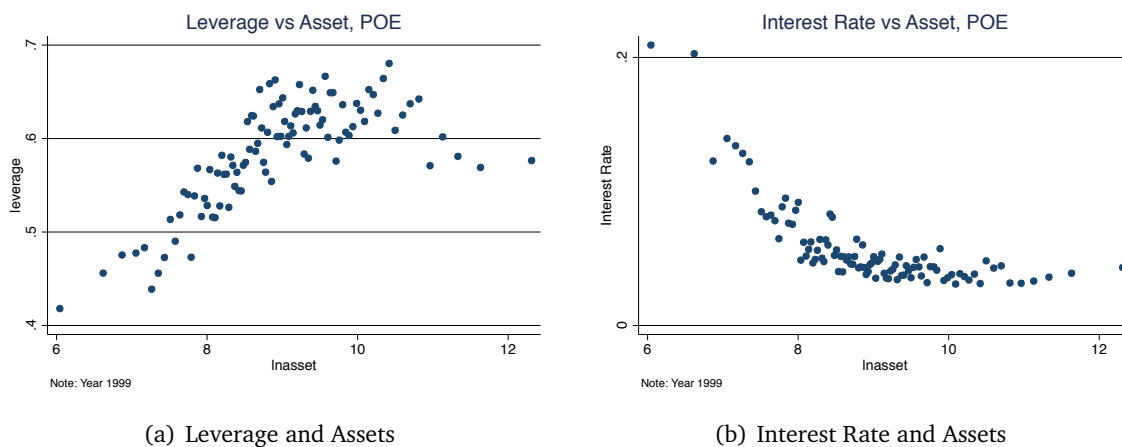 Leverage vs Asset, POE
.7
.6
.5
.4
leverage
6
8
10
12
lnasset
Note: Year 1999
(a) Leverage and Assets
Interest Rate vs Asset, POE
.2
0
Interest Rate
6
8
10
12
lnasset
Note: Year 1999
(b) Interest Rate and Assets